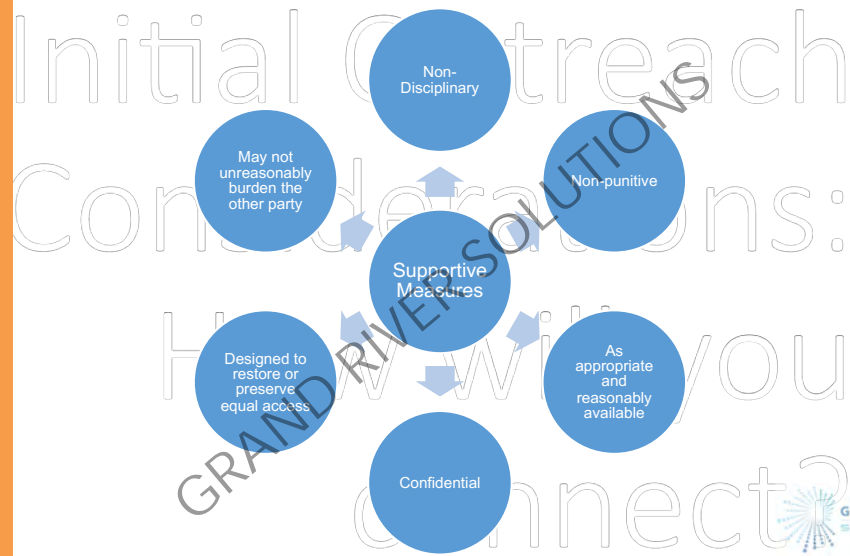 Initial Outreach
Considerations:
How will you
connect?
Non-
Disciplinary
Non-punitive
As
appropriate
and
reasonably
available
Confidential
Designed to
restore or
preserve
equal access
May not
unreasonably
burden the
other party
Supportive
Measures
GRAND RIVER SOLUTIONS
G
S